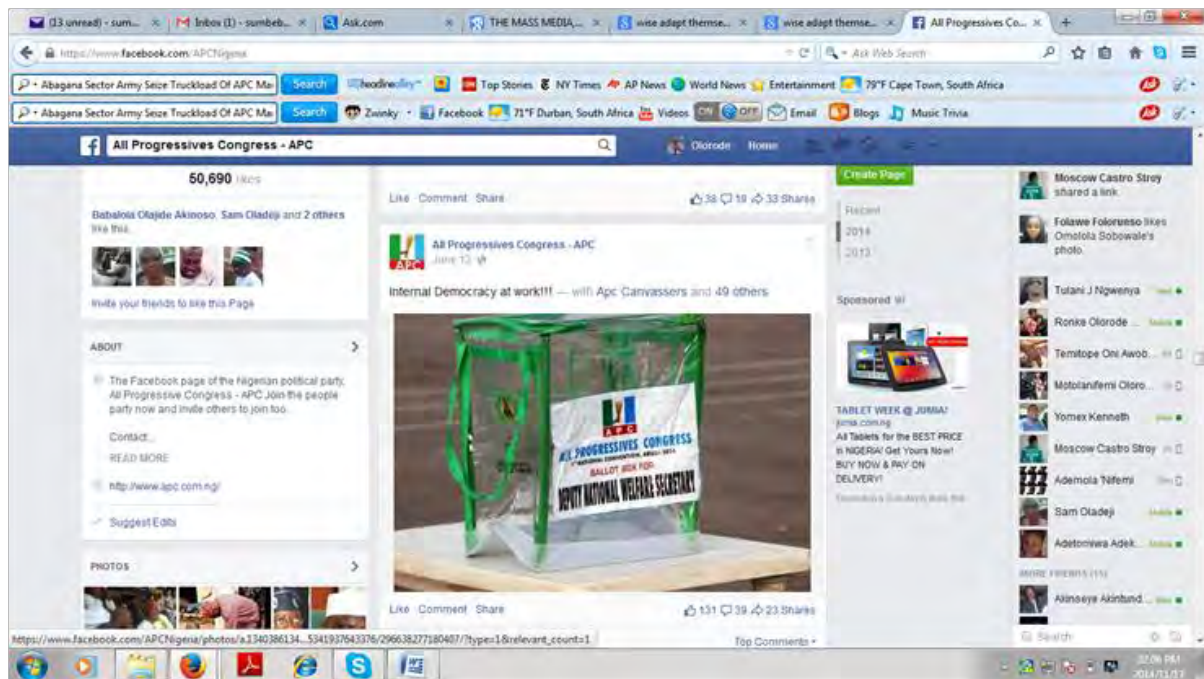 (13 unread) - sum...
Inbox (1) - sumbeb...
Ask.com
THE MASS MEDIA,...
wise adapt themse...
wise adapt themse...
All Progressives Co...
https://www.facebook.com/APCNigeria
Ask Web Search
Abagana Sector Army Seize Truckload Of APC Ma
Search
headlinealley
Top Stories
NY Times
AP News
World News
Entertainment
79°F Cape Town, South Africa
Abagana Sector Army Seize Truckload Of APC Ma
Search
Zwinky
Facebook
71°F Durban, South Africa
Videos
ON
OFF
Email
Blogs
Music Trivia
All Progressives Congress - APC
Olorode
Home
50,690 likes
Babalola Olajide Akinoso, Sam Oladeji and 2 others
like this.
Invite your friends to like this Page
ABOUT
The Facebook page of the Nigerian political party,
All Progressive Congress - APC Join the people
party now and invite others to join too.
Contact...
READ MORE
http://www.apc.com.ng/
Suggest Edits
PHOTOS
Like Comment Share
38 19 33 Shares
All Progressives Congress - APC
June 13
Internal Democracy at work!!! — with Apc Canvassers and 49 others
APC
ALL PROGRESSIVES CONGRESS
BALLOT BOX FOR
DEPUTY NATIONAL WELFARE SECRETARY
Like Comment Share
131 39 23 Shares
Top Comments
Create Page
Recent
2014
2013
Sponsored
TABLET WEEK @ JUMIA!
jumia.com.ng
All Tablets for the BEST PRICE
in NIGERIA! Get Yours Now!
BUY NOW & PAY ON
DELIVERY!
Moscow Castro Stroy
shared a link.
Folawe Folorunso likes
Omolola Sobowale's
photo.
Tutani J Ngwenya
Ronke Olorode
Temitope Oni Awob...
Motolanifemi Oloro...
Yomex Kenneth
Moscow Castro Stroy
Ademola 'Nifemi
Sam Oladeji
Adetomiwa Adek...
MORE FRIENDS (15)
Akinseye Akintund...
Search
https://www.facebook.com/APCNigeria/photos/a.1340386134...5341937643376/296638277180407/?type=1&relevant_count=1
2014/11/17